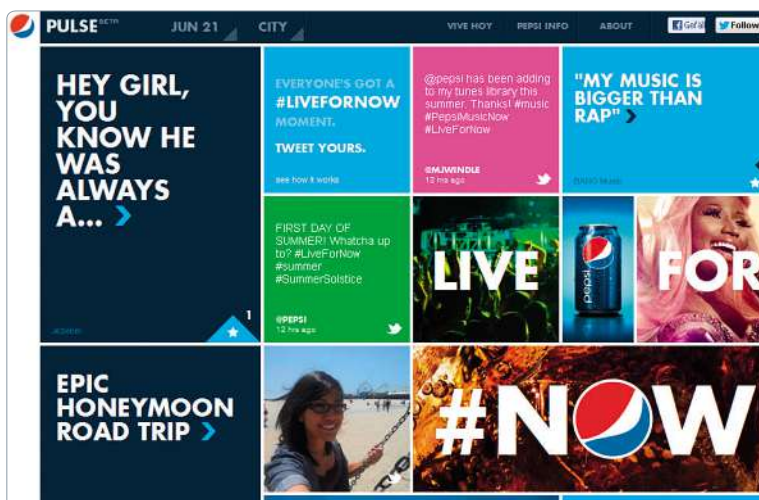 PULSE BETA
JUN 21
CITY
VIVE HOY
PEPSI INFO
ABOUT
Gefäl
Follow
HEY GIRL,
YOU
KNOW HE
WAS
ALWAYS
A...
1
EVERYONE'S GOT A
#LIVEFORNOW
MOMENT.
TWEET YOURS.
see how it works
@pepsi has been adding
to my tunes library this
summer. Thanks! #music
#PepsiMusicNow
#LiveForNow
@MJWINDLE
12 hrs ago
"MY MUSIC IS
BIGGER THAN
RAP"
FIRST DAY OF
SUMMER! Whatcha up
to? #LiveForNow
#summer
#SummerSolstice
@PEPSI
12 hrs ago
LIVE
pepsi
FOR
EPIC
HONEYMOON
ROAD TRIP
#NOW